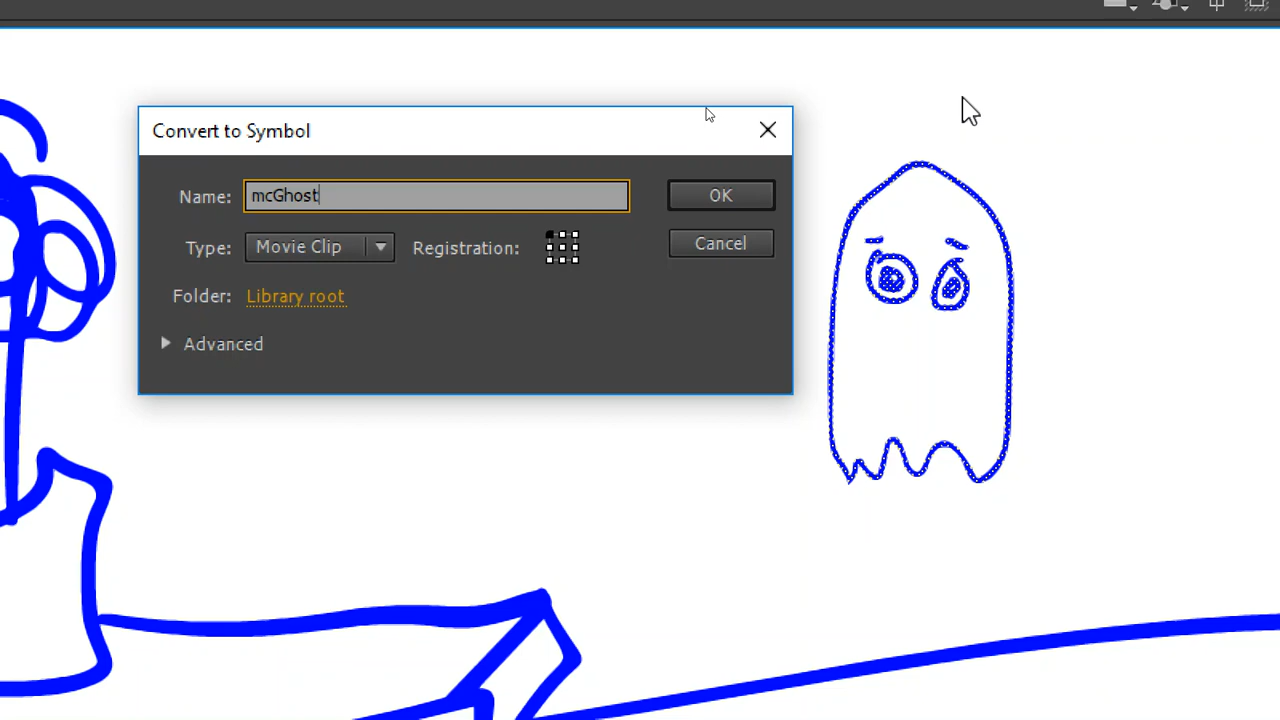 Convert to Symbol
Name: mcGhost OK
Type: Movie Clip Registration: Cancel
Folder: Library root
Advanced